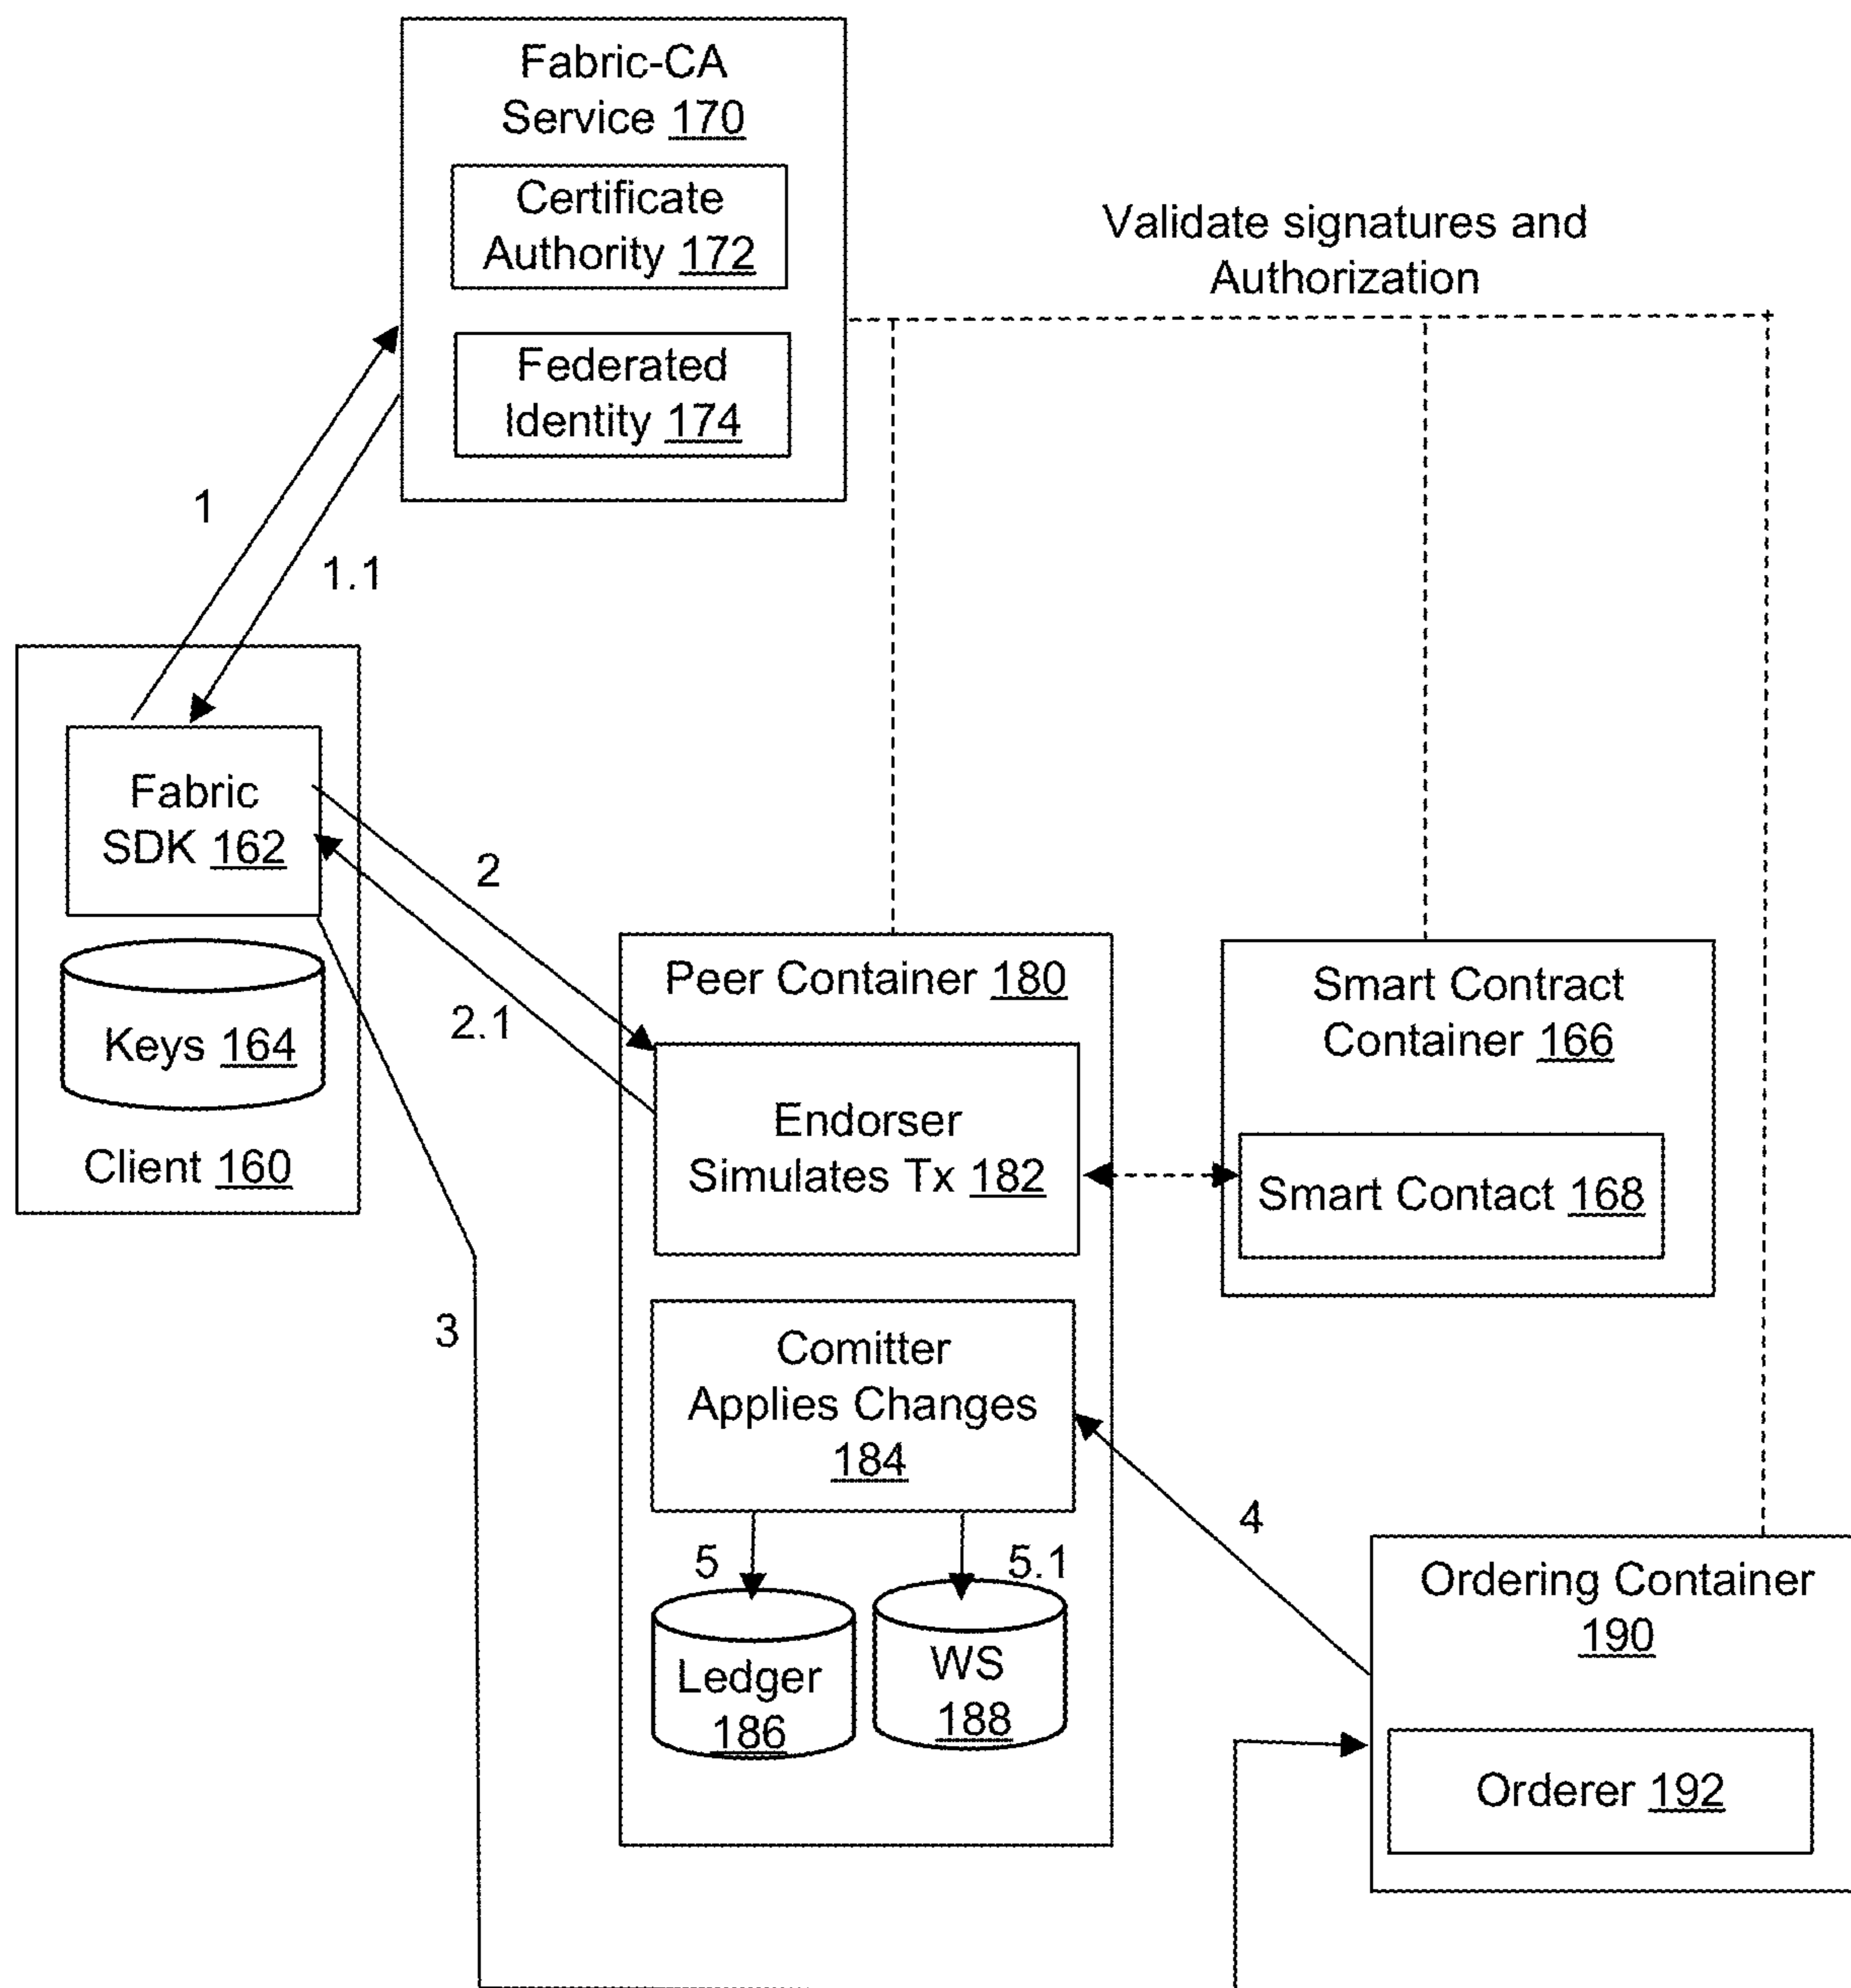 Fabric-CA
Service 170
Certificate
Authority 172
Federated
Identity 174
Validate signatures and
Authorization
1
1.1
Fabric
SDK 162
Keys 164
Client 160
2
2.1
3
Peer Container 180
Endorser
Simulates Tx 182
Comitter
Applies Changes
184
5
5.1
Ledger
186
WS
188
Smart Contract
Container 166
Smart Contact 168
4
Ordering Container
190
Orderer 192